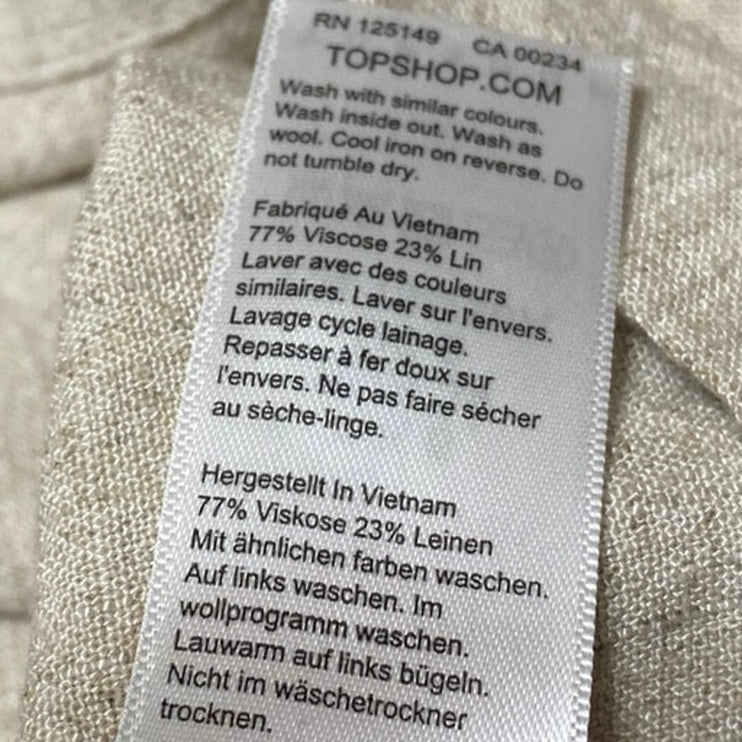 RN 125149 CA 00234
TOPSHOP.COM
Wash with similar colours.
Wash inside out. Wash as
wool. Cool iron on reverse. Do
not tumble dry.
Fabriqué Au Vietnam
77% Viscose 23% Lin
Laver avec des couleurs
similaires. Laver sur l'envers.
Lavage cycle lainage.
Repasser à fer doux sur
l'envers. Ne pas faire sécher
au sèche-linge.
Hergestellt In Vietnam
77% Viskose 23% Leinen
Mit ähnlichen farben waschen.
Auf links waschen. Im
wollprogramm waschen.
Lauwarm auf links bügeln.
Nicht im wäschetrockner
trocknen.